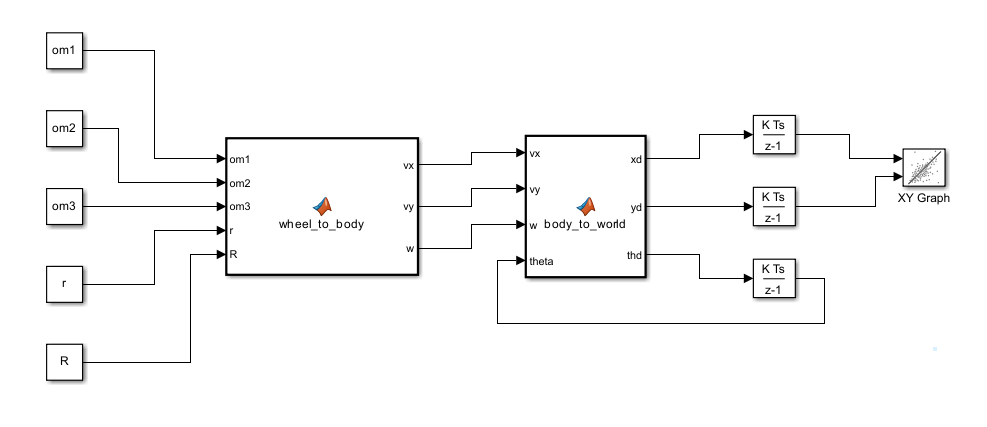 om1
om2
om3
r
R
om1
om2
om3
r
R
wheel_to_body
vx
vy
w
vx
vy
w
theta
body_to_world
xd
yd
thd
K Ts
z-1
K Ts
z-1
K Ts
z-1
XY Graph